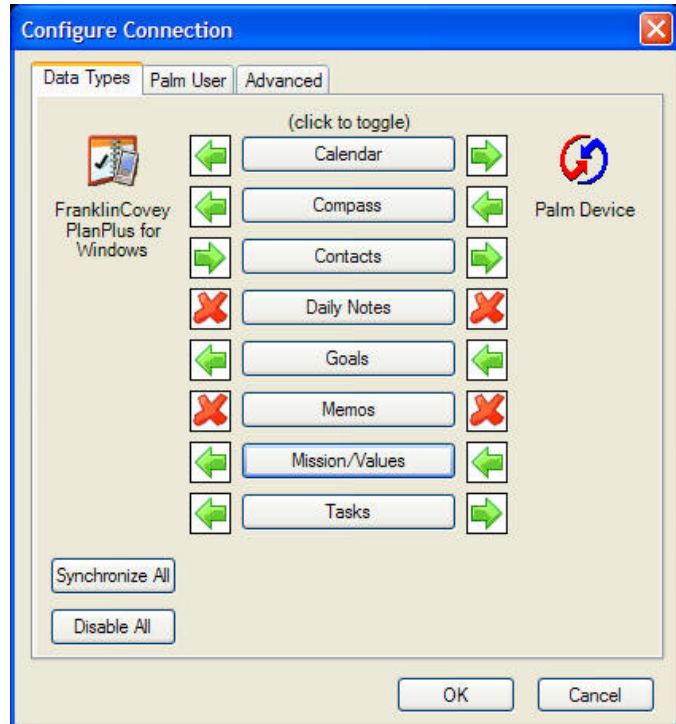 Configure Connection
Data Types
Palm User
Advanced
(click to toggle)
Calendar
Compass
Contacts
Daily Notes
Goals
Memos
Mission/Values
Tasks
FranklinCovey
PlanPlus for
Windows
Palm Device
Synchronize All
Disable All
OK
Cancel